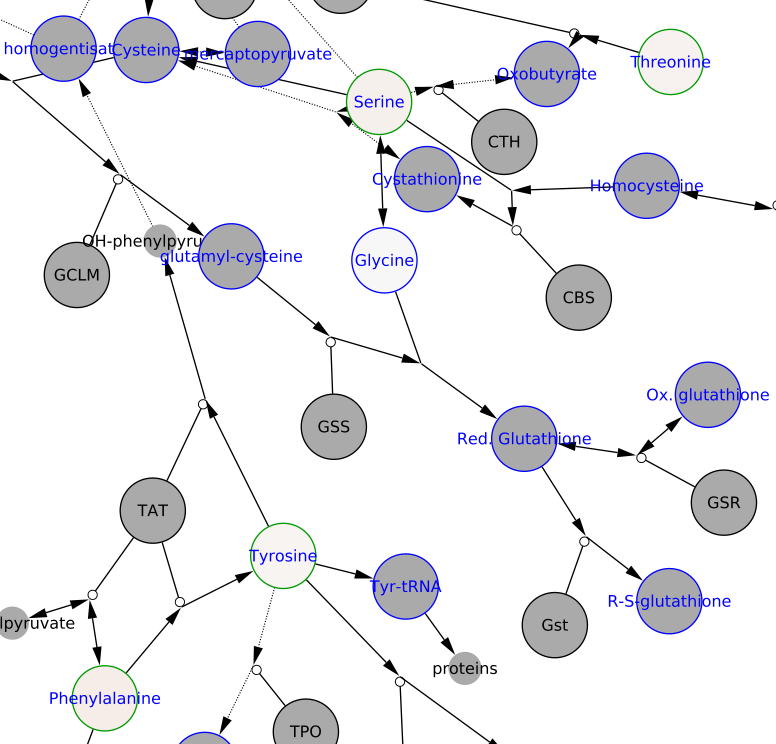 homogentisat
Cysteine
mercaptopyruvate
Oxobutyrate
Threonine
Serine
CTH
Cystathionine
Homocysteine
OH-phenylpyru
glutamyl-cysteine
GCLM
Glycine
CBS
Ox. glutathione
GSS
Red. Glutathione
GSR
TAT
Tyrosine
Tyr-tRNA
R-S-glutathione
lpyruvate
Gst
proteins
Phenylalanine
TPO